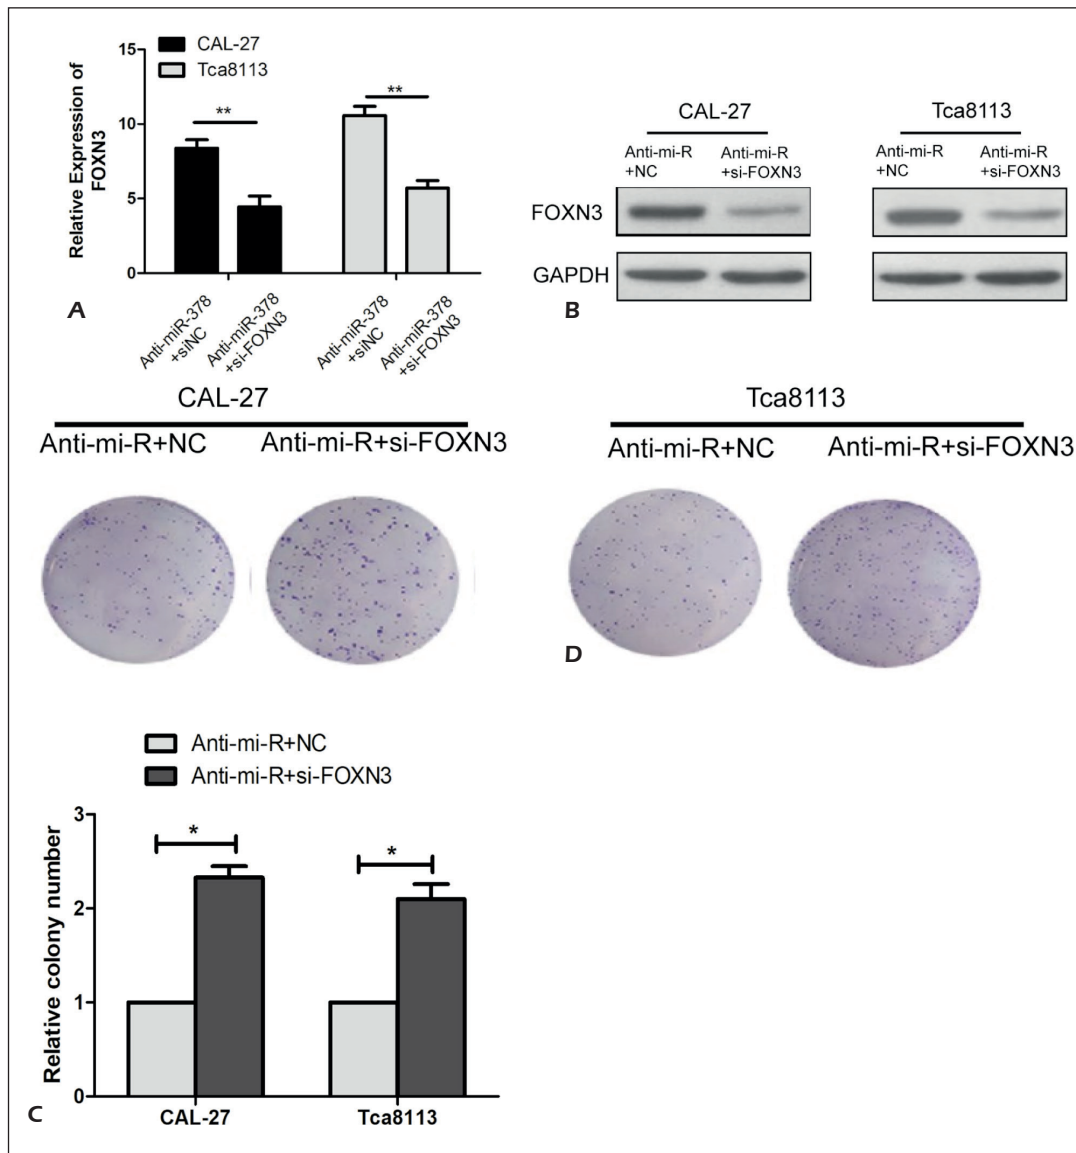 CAL-27
Tca8113
15
10
5
0
Relative Expression of
FOXN3
**
**
Anti-miR-378
+siNC
Anti-miR-378
+si-FOXN3
Anti-miR-378
+siNC
Anti-miR-378
+si-FOXN3
A
CAL-27
Tca8113
Anti-mi-R
+NC
Anti-mi-R
+si-FOXN3
Anti-mi-R
+NC
Anti-mi-R
+si-FOXN3
FOXN3
GAPDH
B
CAL-27
Anti-mi-R+NC
Anti-mi-R+si-FOXN3
Tca8113
Anti-mi-R+NC
Anti-mi-R+si-FOXN3
D
Anti-mi-R+NC
Anti-mi-R+si-FOXN3
Relative colony number
3
2
1
0
*
*
CAL-27
Tca8113
C